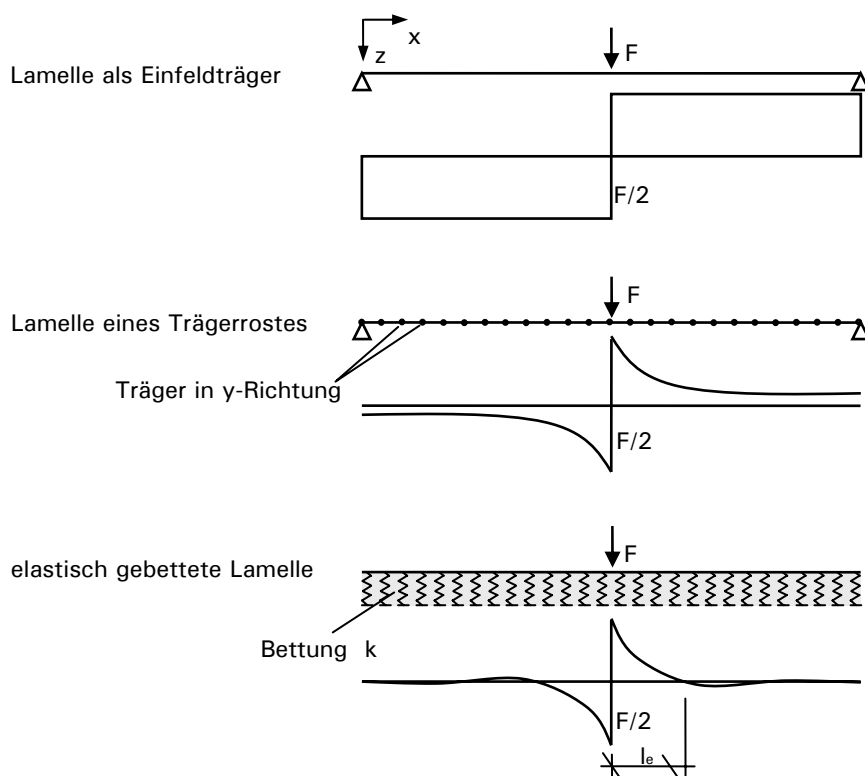 x
z
F
Lamelle als Einfeldträger
F/2
F
Lamelle eines Trägerrostes
Träger in y-Richtung
F/2
F
elastisch gebettete Lamelle
Bettung k
F/2
le